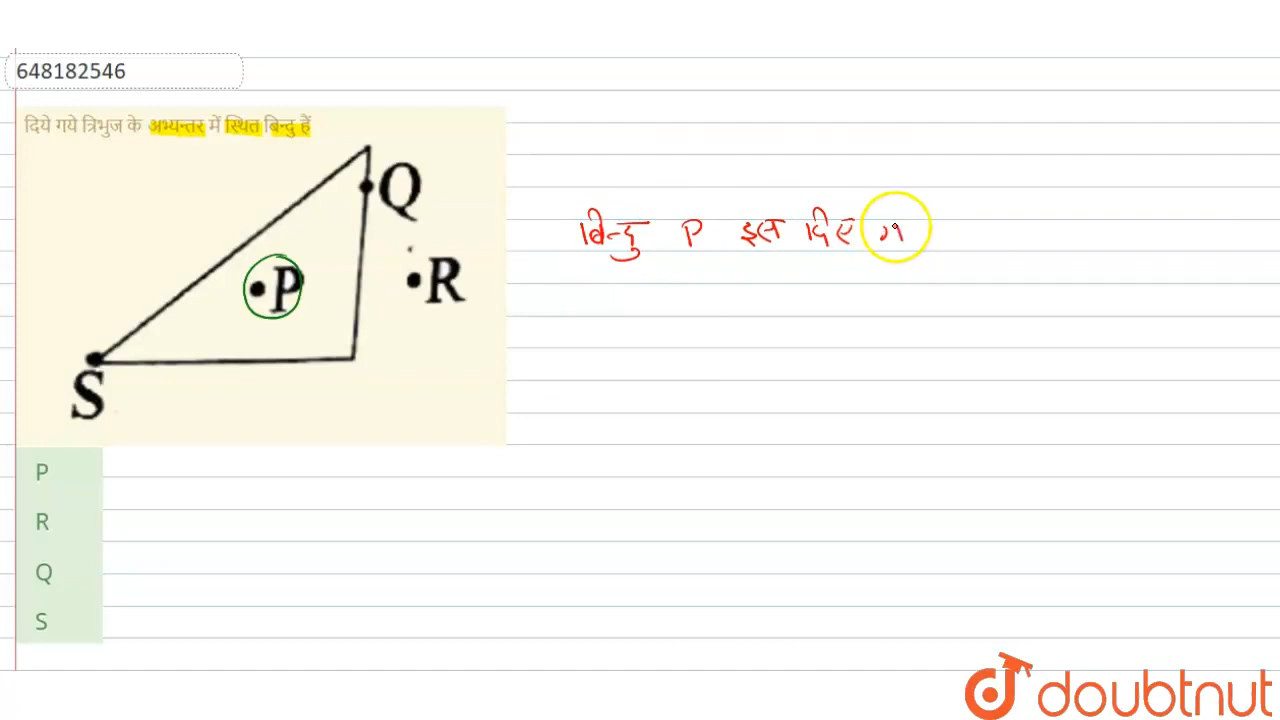 648182546
दिये गये त्रिभुज के अभ्यन्तर में स्थित बिन्दु हैं
Q
P
R
S
बिन्दु P इस दिए ग
P
R
Q
S
doubtnut